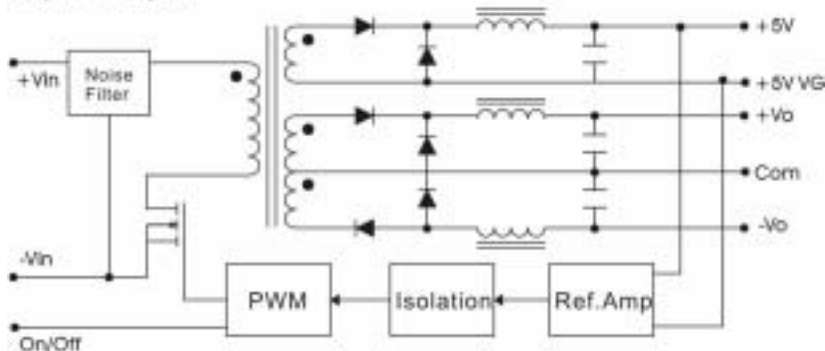 +5V
+Vin
Noise
Filter
+5V VG
+Vo
Com
-Vo
-Vin
PWM
Isolation
Ref.Amp
On/Off